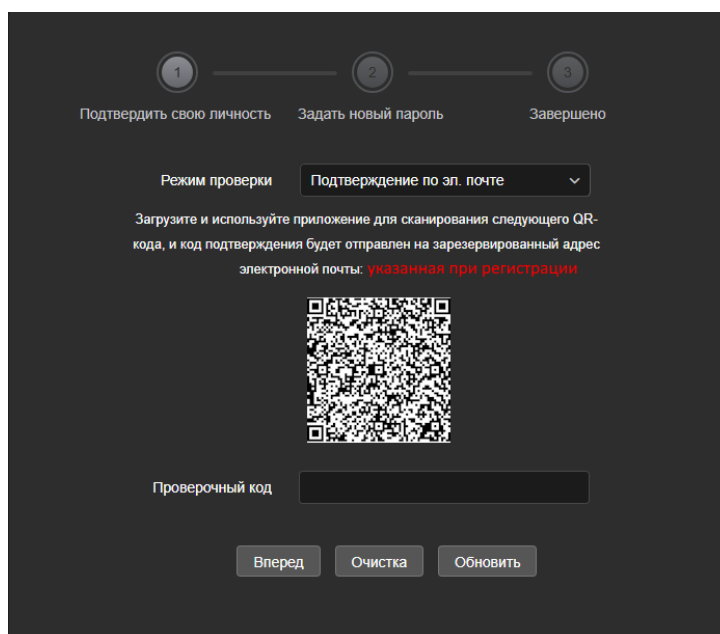 1 2 3
Подтвердить свою личность Задать новый пароль Завершено
Режим проверки Подтверждение по эл. почте
Загрузите и используйте приложение для сканирования следующего QR-
кода, и код подтверждения будет отправлен на зарезервированный адрес
электронной почты: указанная при регистрации
Проверочный код
Вперед Очистка Обновить